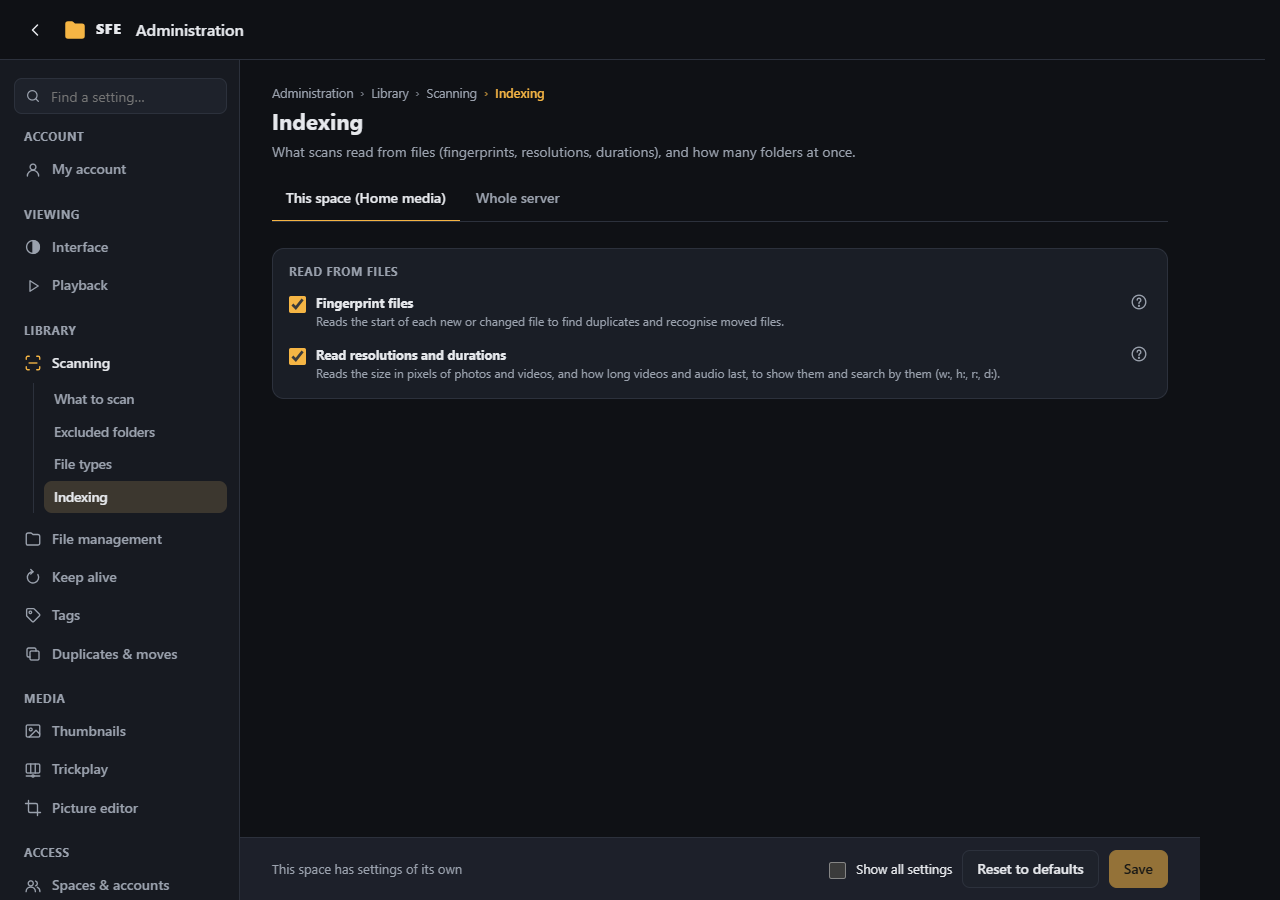 SFE Administration
Find a setting...
ACCOUNT
My account
VIEWING
Interface
Playback
LIBRARY
Scanning
What to scan
Excluded folders
File types
Indexing
File management
Keep alive
Tags
Duplicates & moves
MEDIA
Thumbnails
Trickplay
Picture editor
ACCESS
Spaces & accounts
Administration › Library › Scanning › Indexing
Indexing
What scans read from files (fingerprints, resolutions, durations), and how many folders at once.
This space (Home media) Whole server
READ FROM FILES
Fingerprint files
Reads the start of each new or changed file to find duplicates and recognise moved files.
Read resolutions and durations
Reads the size in pixels of photos and videos, and how long videos and audio last, to show them and search by them (w:, h:, r:, d:).
This space has settings of its own Show all settings Reset to defaults Save